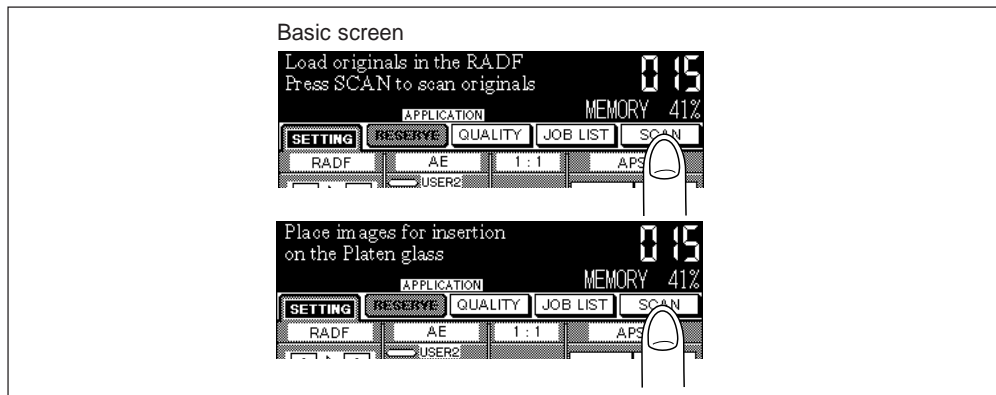 Basic screen
Load originals in the RADF
Press SCAN to scan originals
015
MEMORY 41%
APPLICATION
SETTING RESERVE QUALITY JOB LIST SCAN
RADF AE 1 : 1 APS
USER2
Place images for insertion
on the Platen glass
015
MEMORY 41%
APPLICATION
SETTING RESERVE QUALITY JOB LIST SCAN
RADF AE 1 : 1 APS
USER2